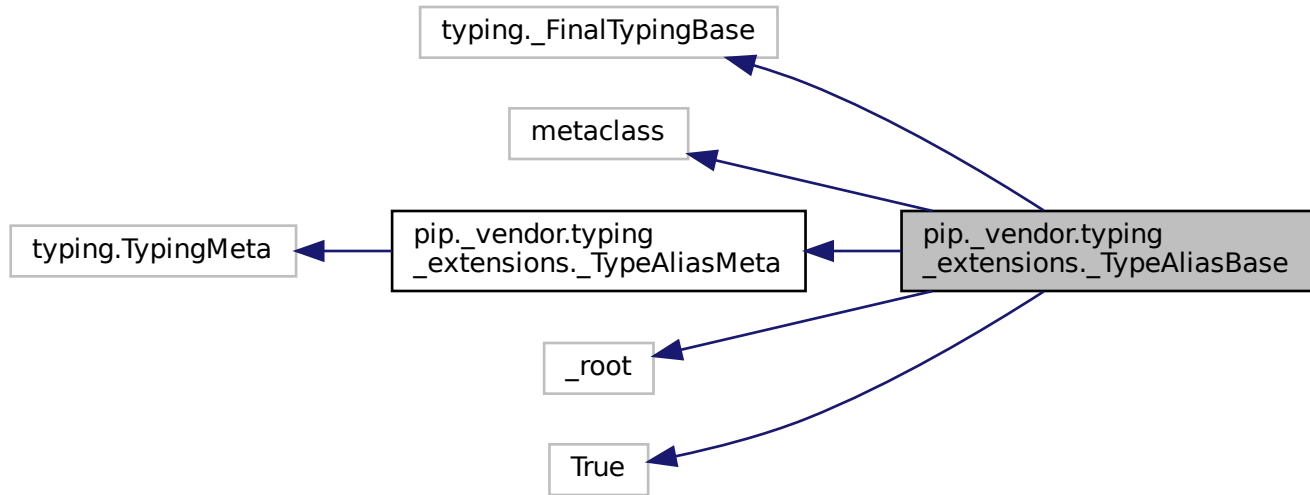 typing._FinalTypingBase
metaclass
typing.TypingMeta
pip._vendor.typing
_extensions._TypeAliasMeta
pip._vendor.typing
_extensions._TypeAliasBase
_root
True